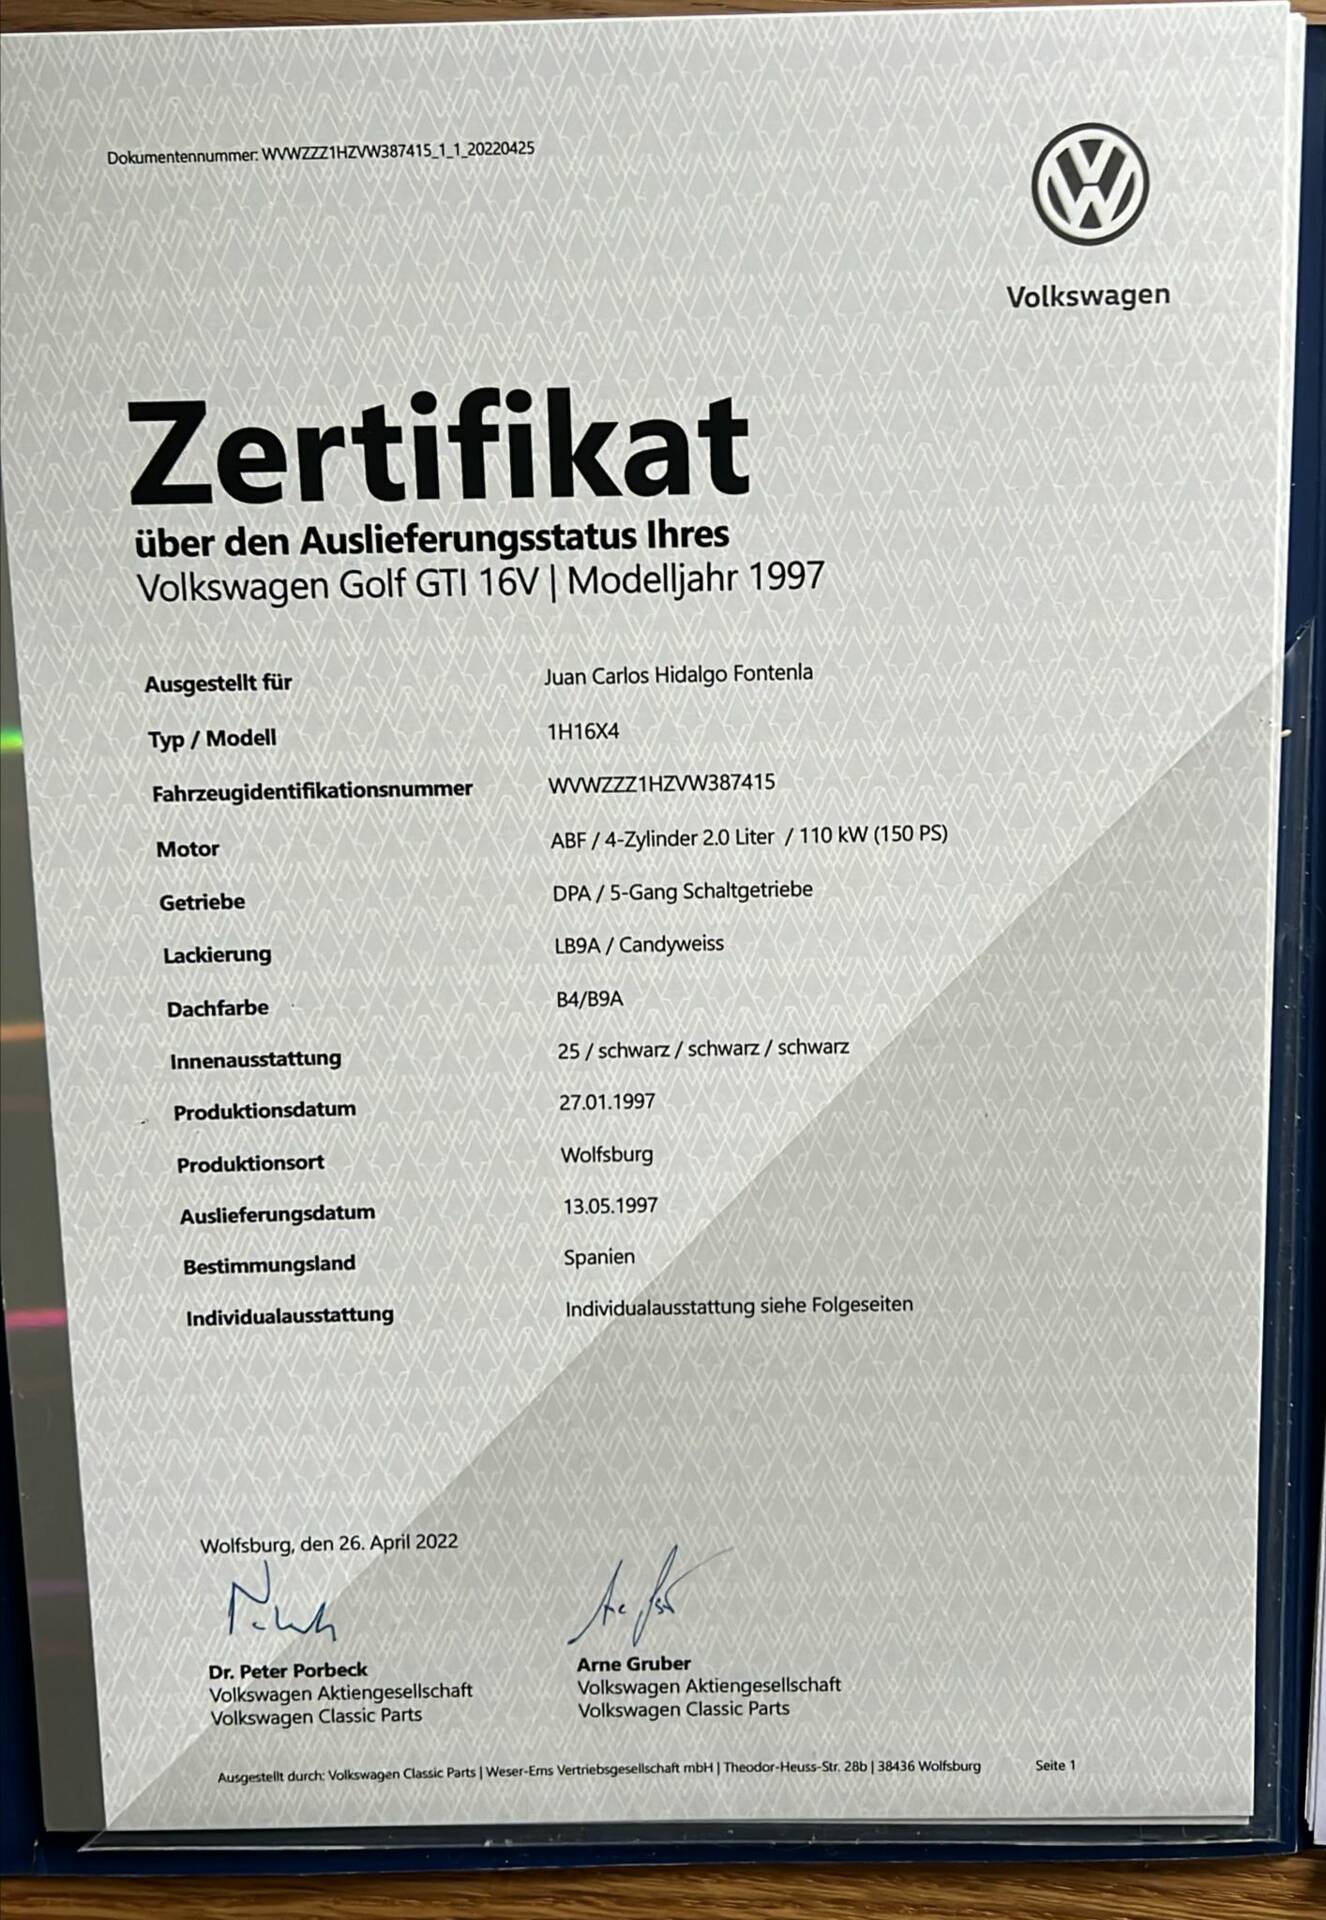 Dokumentennummer: WVWZZZ1HZVW387415_1_1_20220425
Volkswagen
Zertifikat
über den Auslieferungsstatus Ihres
Volkswagen Golf GTI 16V | Modelljahr 1997
Ausgestellt für Juan Carlos Hidalgo Fontenla
Typ / Modell 1H16X4
Fahrzeugidentifikationsnummer WVWZZZ1HZVW387415
Motor ABF / 4-Zylinder 2.0 Liter / 110 kW (150 PS)
Getriebe DPA / 5-Gang Schaltgetriebe
Lackierung LB9A / Candyweiss
Dachfarbe B4/B9A
Innenausstattung 25 / schwarz / schwarz / schwarz
Produktionsdatum 27.01.1997
Produktionsort Wolfsburg
Auslieferungsdatum 13.05.1997
Bestimmungsland Spanien
Individualausstattung Individualausstattung siehe Folgeseiten
Wolfsburg, den 26. April 2022
Dr. Peter Porbeck Arne Gruber
Volkswagen Aktiengesellschaft Volkswagen Aktiengesellschaft
Volkswagen Classic Parts Volkswagen Classic Parts
Ausgestellt durch: Volkswagen Classic Parts | Weser-Ems Vertriebsgesellschaft mbH | Theodor-Heuss-Str. 28b | 38436 Wolfsburg Seite 1